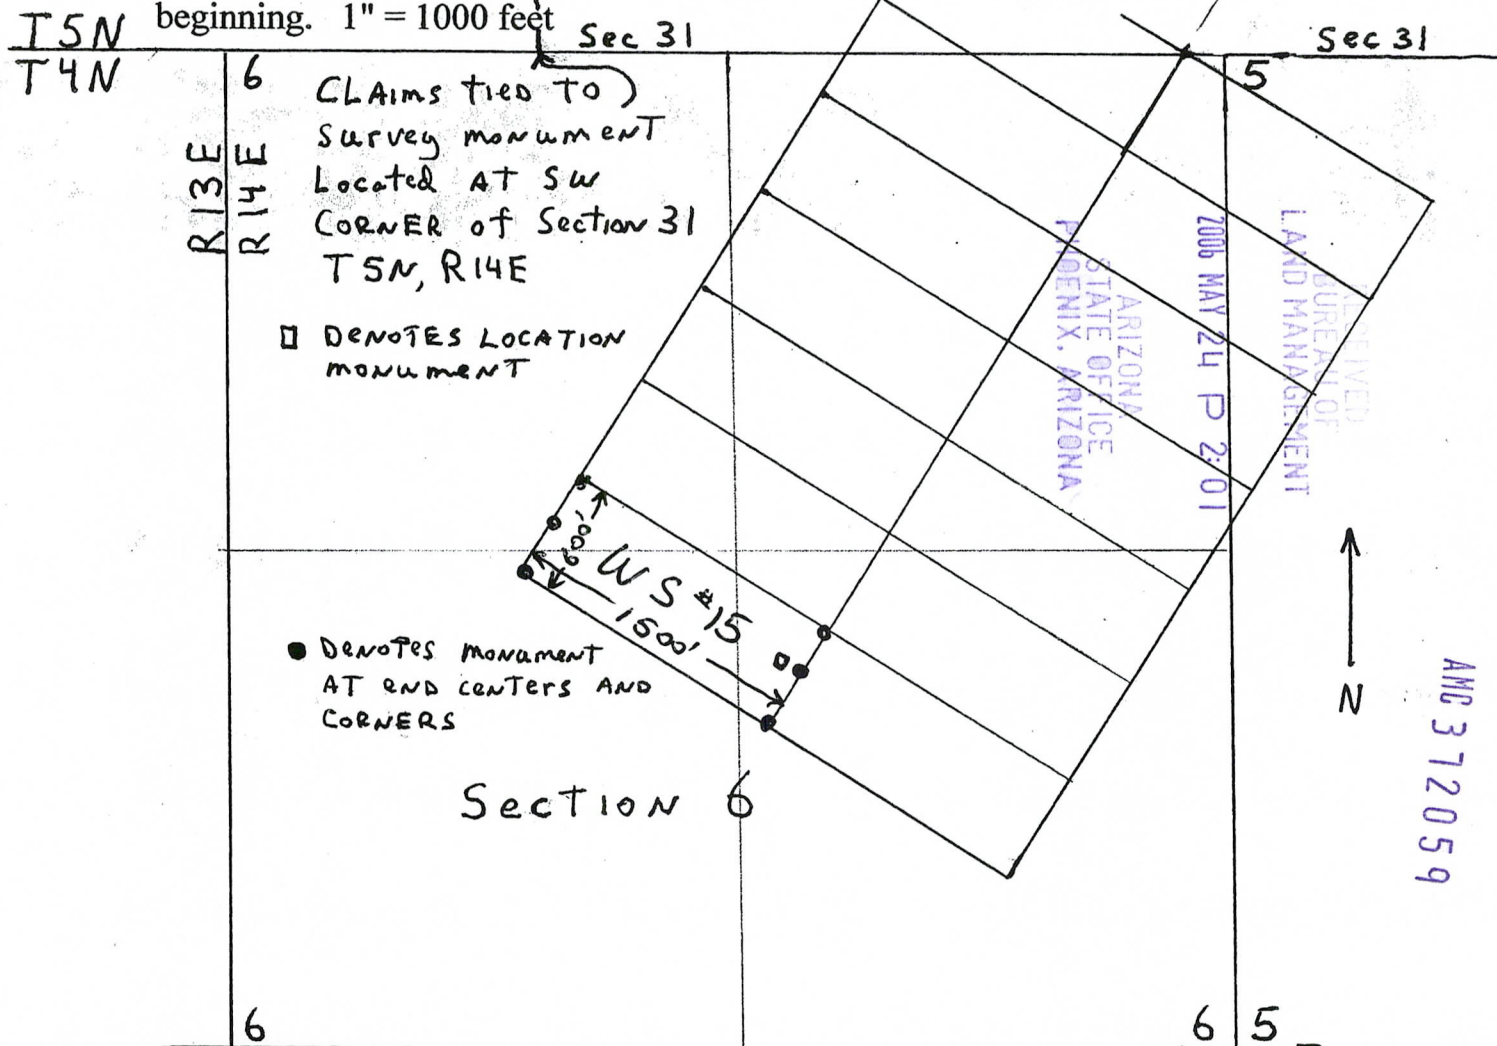 beginning. 1" = 1000 feet
T5N
T4N
Sec 31
Sec 31
6
5
R13E
R14E
CLAims tieD TO
Survey monumenT
Located AT SW
CORNER of Section 31
T5N, R14E
DENOTES LOCATION
monumenT
RECEIVED
BUREAU OF
LAND MANAGEMENT
2006 MAY 24 P 2:01
ARIZONA
STATE OFFICE
PHOENIX, ARIZONA
600'
WS #15
1500'
DENOTES monument
AT END CENTERS AND
CORNERS
N
AMC372059
SECTION 6
6
6
5